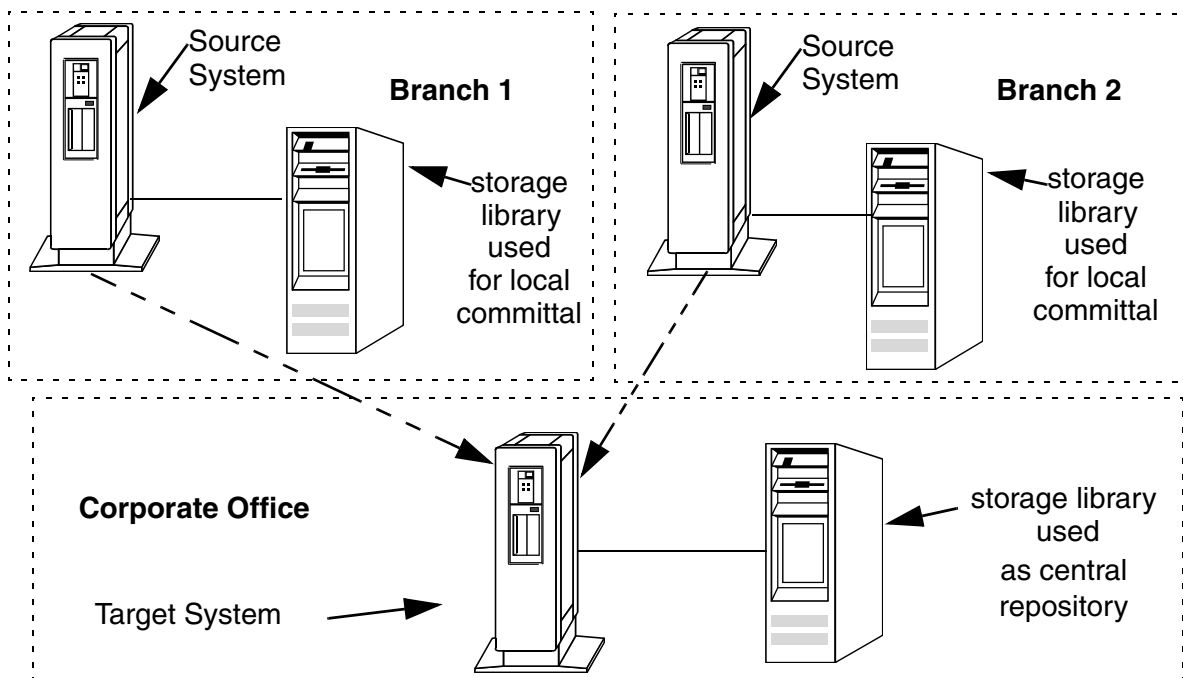 Source
System
Branch 1
storage
library
used
for local
committal
Source
System
Branch 2
storage
library
used
for local
committal
Corporate Office
Target System
storage library
used
as central
repository